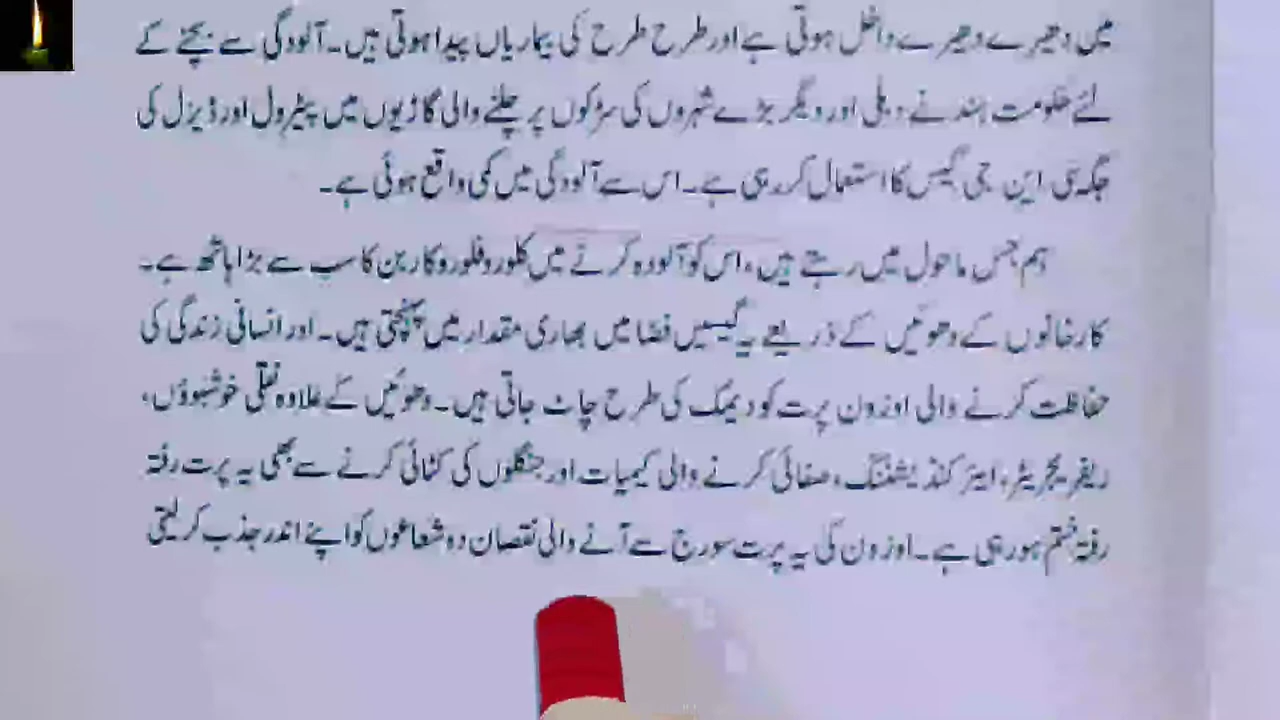 میں دھیرے دھیرے داخل ہوتی ہے اور طرح طرح کی بیماریاں پیدا ہوتی ہیں۔ آلودگی سے بچنے کے
لئے حکومت ہند نے دہلی اور دیگر بڑے شہروں کی سڑکوں پر چلنے والی گاڑیوں میں پیٹرول اور ڈیزل کی
جگہ سی این جی گیس کا استعمال کر رہی ہے۔ اس سے آلودگی میں کمی واقع ہوئی ہے۔
ہم جس ماحول میں رہتے ہیں، اس کو آلودہ کرنے میں کلوروفلوروکاربن کا سب سے بڑا ہاتھ ہے۔
کارخانوں کے دھوئیں کے ذریعے یہ گیسیں فضا میں بھاری مقدار میں پہنچتی ہیں۔ اور انسانی زندگی کی
حفاظت کرنے والی اوزون پرت کو دیمک کی طرح چاٹ جاتی ہیں۔ دھوئیں کے علاوہ نقلی خوشبوؤں،
ریفریجریٹر، ایئر کنڈیشننگ، صفائی کرنے والی کیمیات اور جنگلوں کی کٹائی کرنے سے بھی یہ پرت رفتہ
رفتہ ختم ہو رہی ہے۔ اوزون کی یہ پرت سورج سے آنے والی نقصان دہ شعاعوں کو اپنے اندر جذب کر لیتی